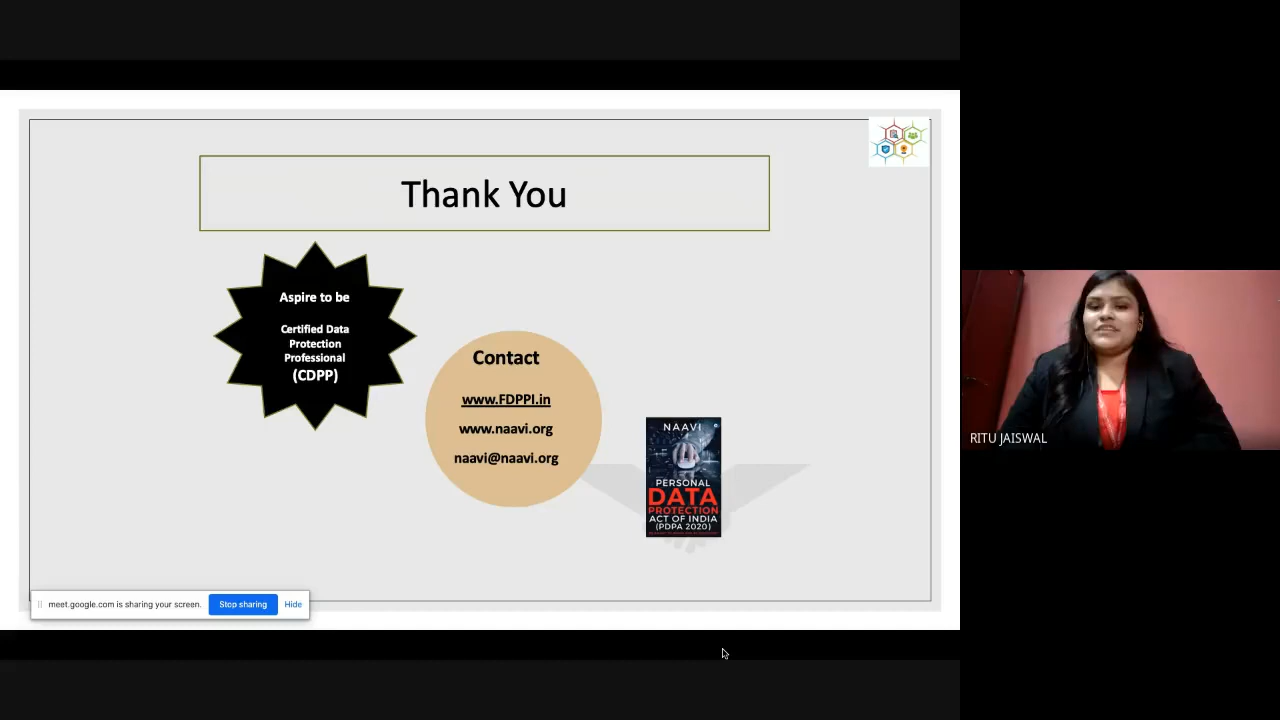 Thank You
Aspire to be
Certified Data
Protection
Professional
(CDPP)
Contact
www.FDPPI.in
www.naavi.org
naavi@naavi.org
NAAVI
PERSONAL
DATA
PROTECTION
ACT OF INDIA
(PDPA 2020)
meet.google.com is sharing your screen.
Stop sharing
Hide
RITU JAISWAL